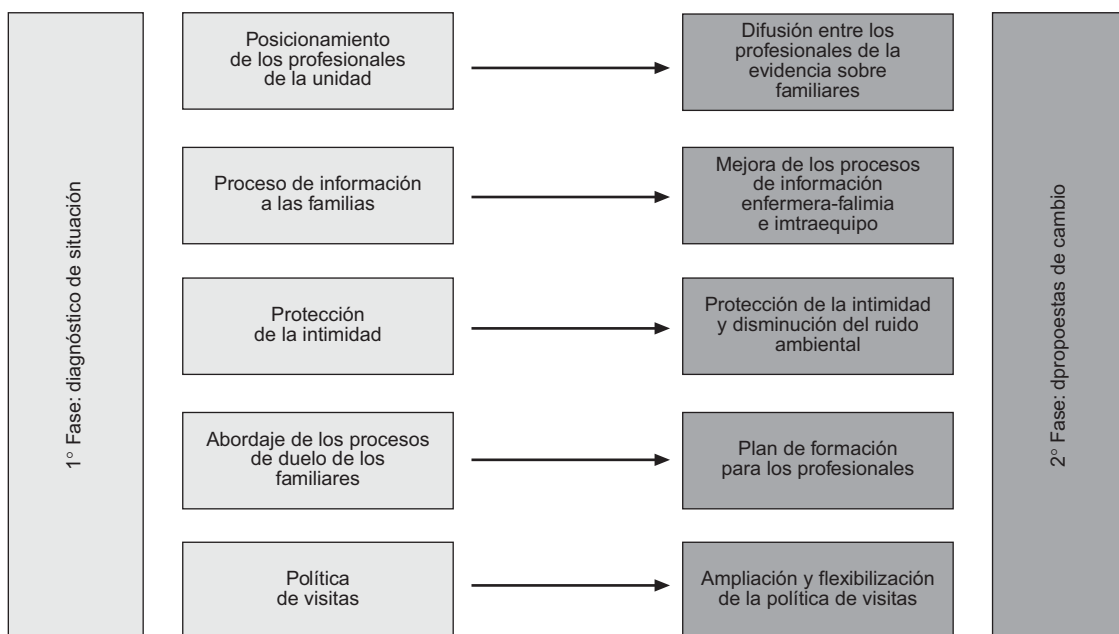 1° Fase: diagnóstico de situación
Posicionamiento
de los profesionales
de la unidad
Difusión entre los
profesionales de la
evidencia sobre
familiares
Proceso de información
a las familias
Mejora de los procesos
de información
enfermera-falimia
e imtraequipo
Protección
de la intimidad
Protección de la intimidad
y disminución del ruido
ambiental
Abordaje de los procesos
de duelo de los
familiares
Plan de formación
para los profesionales
Política
de visitas
Ampliación y flexibilización
de la política de visitas
2° Fase: dpropoestas de cambio